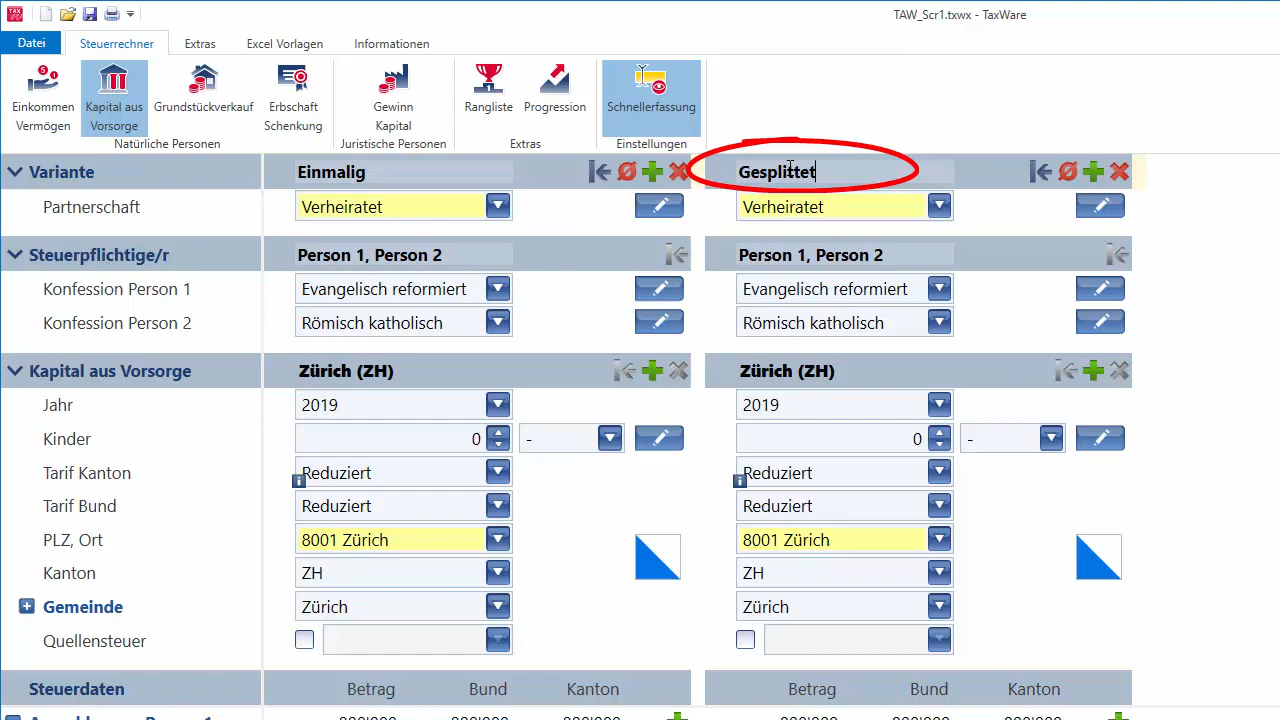 TAX
TAW_Scr1.txwx - TaxWare
Datei Steuerrechner Extras Excel Vorlagen Informationen
Einkommen Vermögen
Kapital aus Vorsorge
Grundstückverkauf
Erbschaft Schenkung
Gewinn Kapital
Rangliste
Progression
Schnellerfassung
Natürliche Personen Juristische Personen Extras Einstellungen
Variante Einmalig Gesplittet
Partnerschaft Verheiratet Verheiratet
Steuerpflichtige/r Person 1, Person 2 Person 1, Person 2
Konfession Person 1 Evangelisch reformiert Evangelisch reformiert
Konfession Person 2 Römisch katholisch Römisch katholisch
Kapital aus Vorsorge Zürich (ZH) Zürich (ZH)
Jahr 2019 2019
Kinder 0 - 0 -
Tarif Kanton Reduziert Reduziert
Tarif Bund Reduziert Reduziert
PLZ, Ort 8001 Zürich 8001 Zürich
Kanton ZH ZH
Gemeinde Zürich Zürich
Quellensteuer
Steuerdaten Betrag Bund Kanton Betrag Bund Kanton